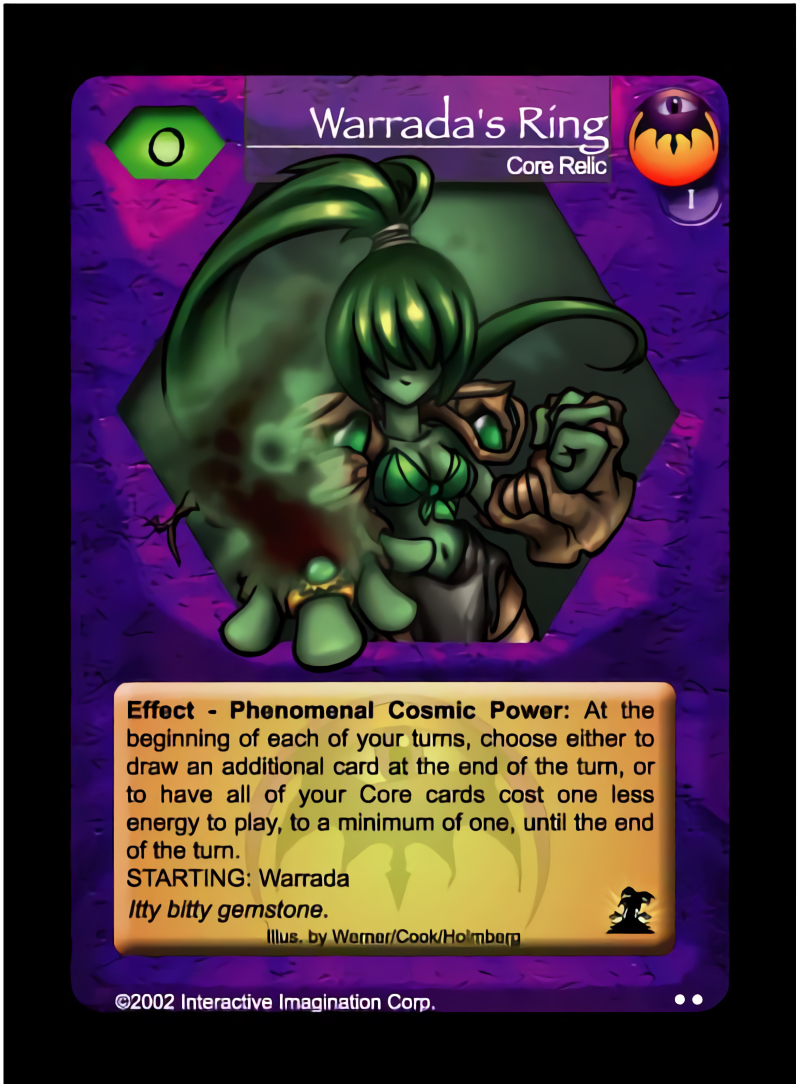 0
Warrada's Ring
Core Relic
I
Effect - Phenomenal Cosmic Power: At the
beginning of each of your turns, choose either to
draw an additional card at the end of the turn, or
to have all of your Core cards cost one less
energy to play, to a minimum of one, until the end
of the turn.
STARTING: Warrada
Itty bitty gemstone.
Illus. by Werner/Cook/Holmberg
©2002 Interactive Imagination Corp.